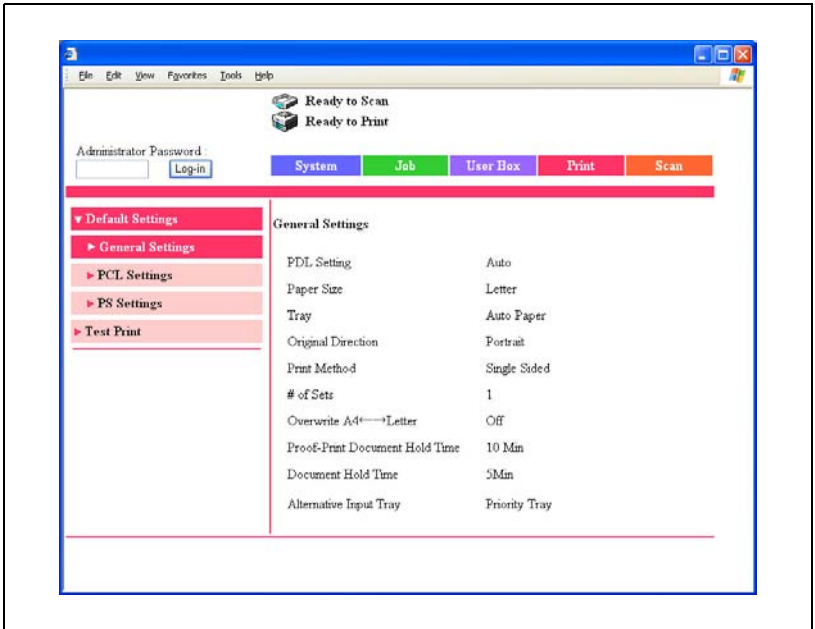 File Edit View Favorites Tools Help
Ready to Scan
Ready to Print
Administrator Password :
Log-in
System Job User Box Print Scan
▼ Default Settings
► General Settings
► PCL Settings
► PS Settings
► Test Print
General Settings
PDL Setting Auto
Paper Size Letter
Tray Auto Paper
Original Direction Portrait
Print Method Single Sided
# of Sets 1
Overwrite A4←→Letter Off
Proof-Print Document Hold Time 10 Min
Document Hold Time 5Min
Alternative Input Tray Priority Tray